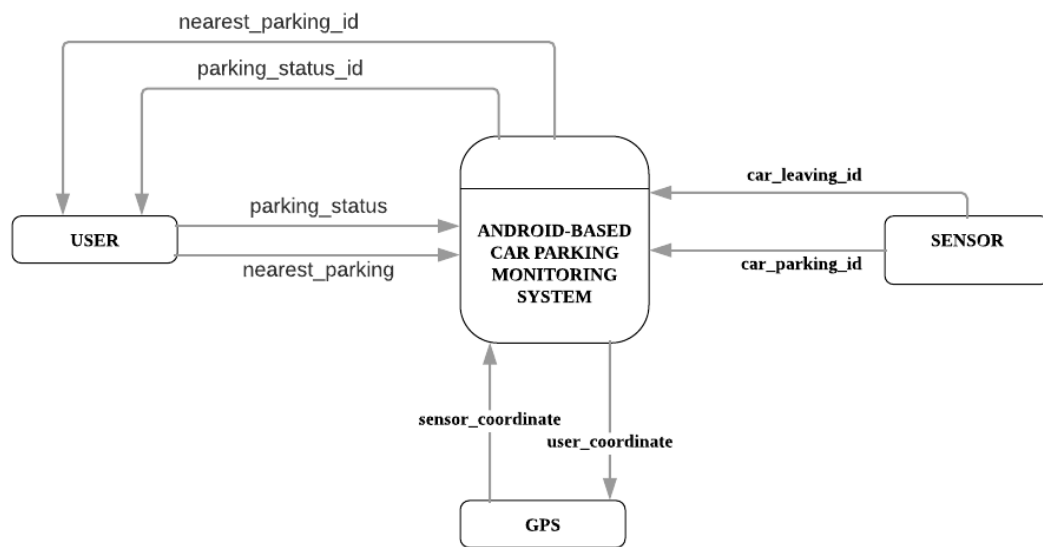 nearest_parking_id
parking_status_id
car_leaving_id
parking_status
USER
ANDROID-BASED
CAR PARKING
MONITORING
SYSTEM
SENSOR
nearest_parking
car_parking_id
sensor_coordinate
user_coordinate
GPS